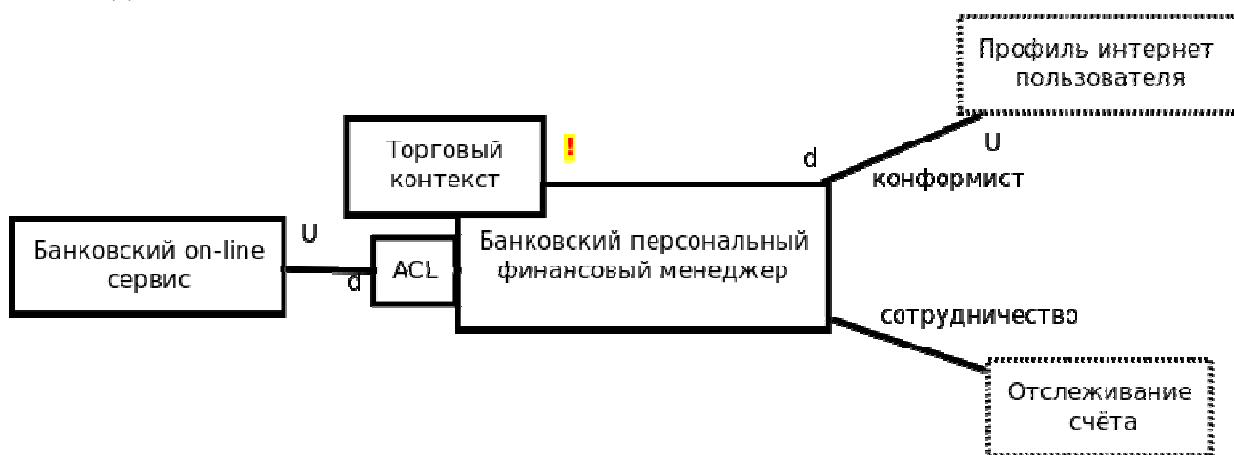 Профиль интернет
пользователя
U
d
конформист
Торговый
контекст
!
Банковский on-line
сервис
U
d
ACL
Банковский персональный
финансовый менеджер
сотрудничество
Отслеживание
счёта